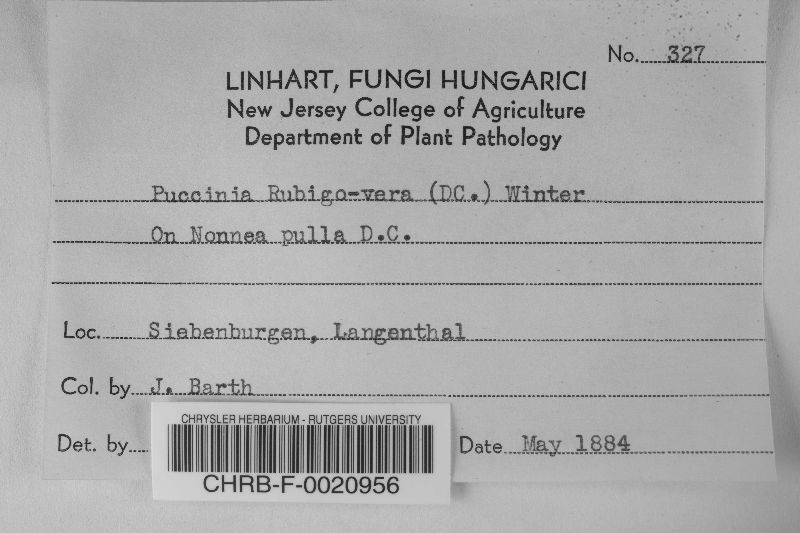 No. 327
LINHART, FUNGI HUNGARICI
New Jersey College of Agriculture
Department of Plant Pathology
Puccinia Rubigo-vera (DC.) Winter
On Nonnea pulla D.C.
Loc. Siebenburgen, Langenthal
Col. by J. Barth
Det. by
Date May 1884
CHRYSLER HERBARIUM - RUTGERS UNIVERSITY
CHRB-F-0020956